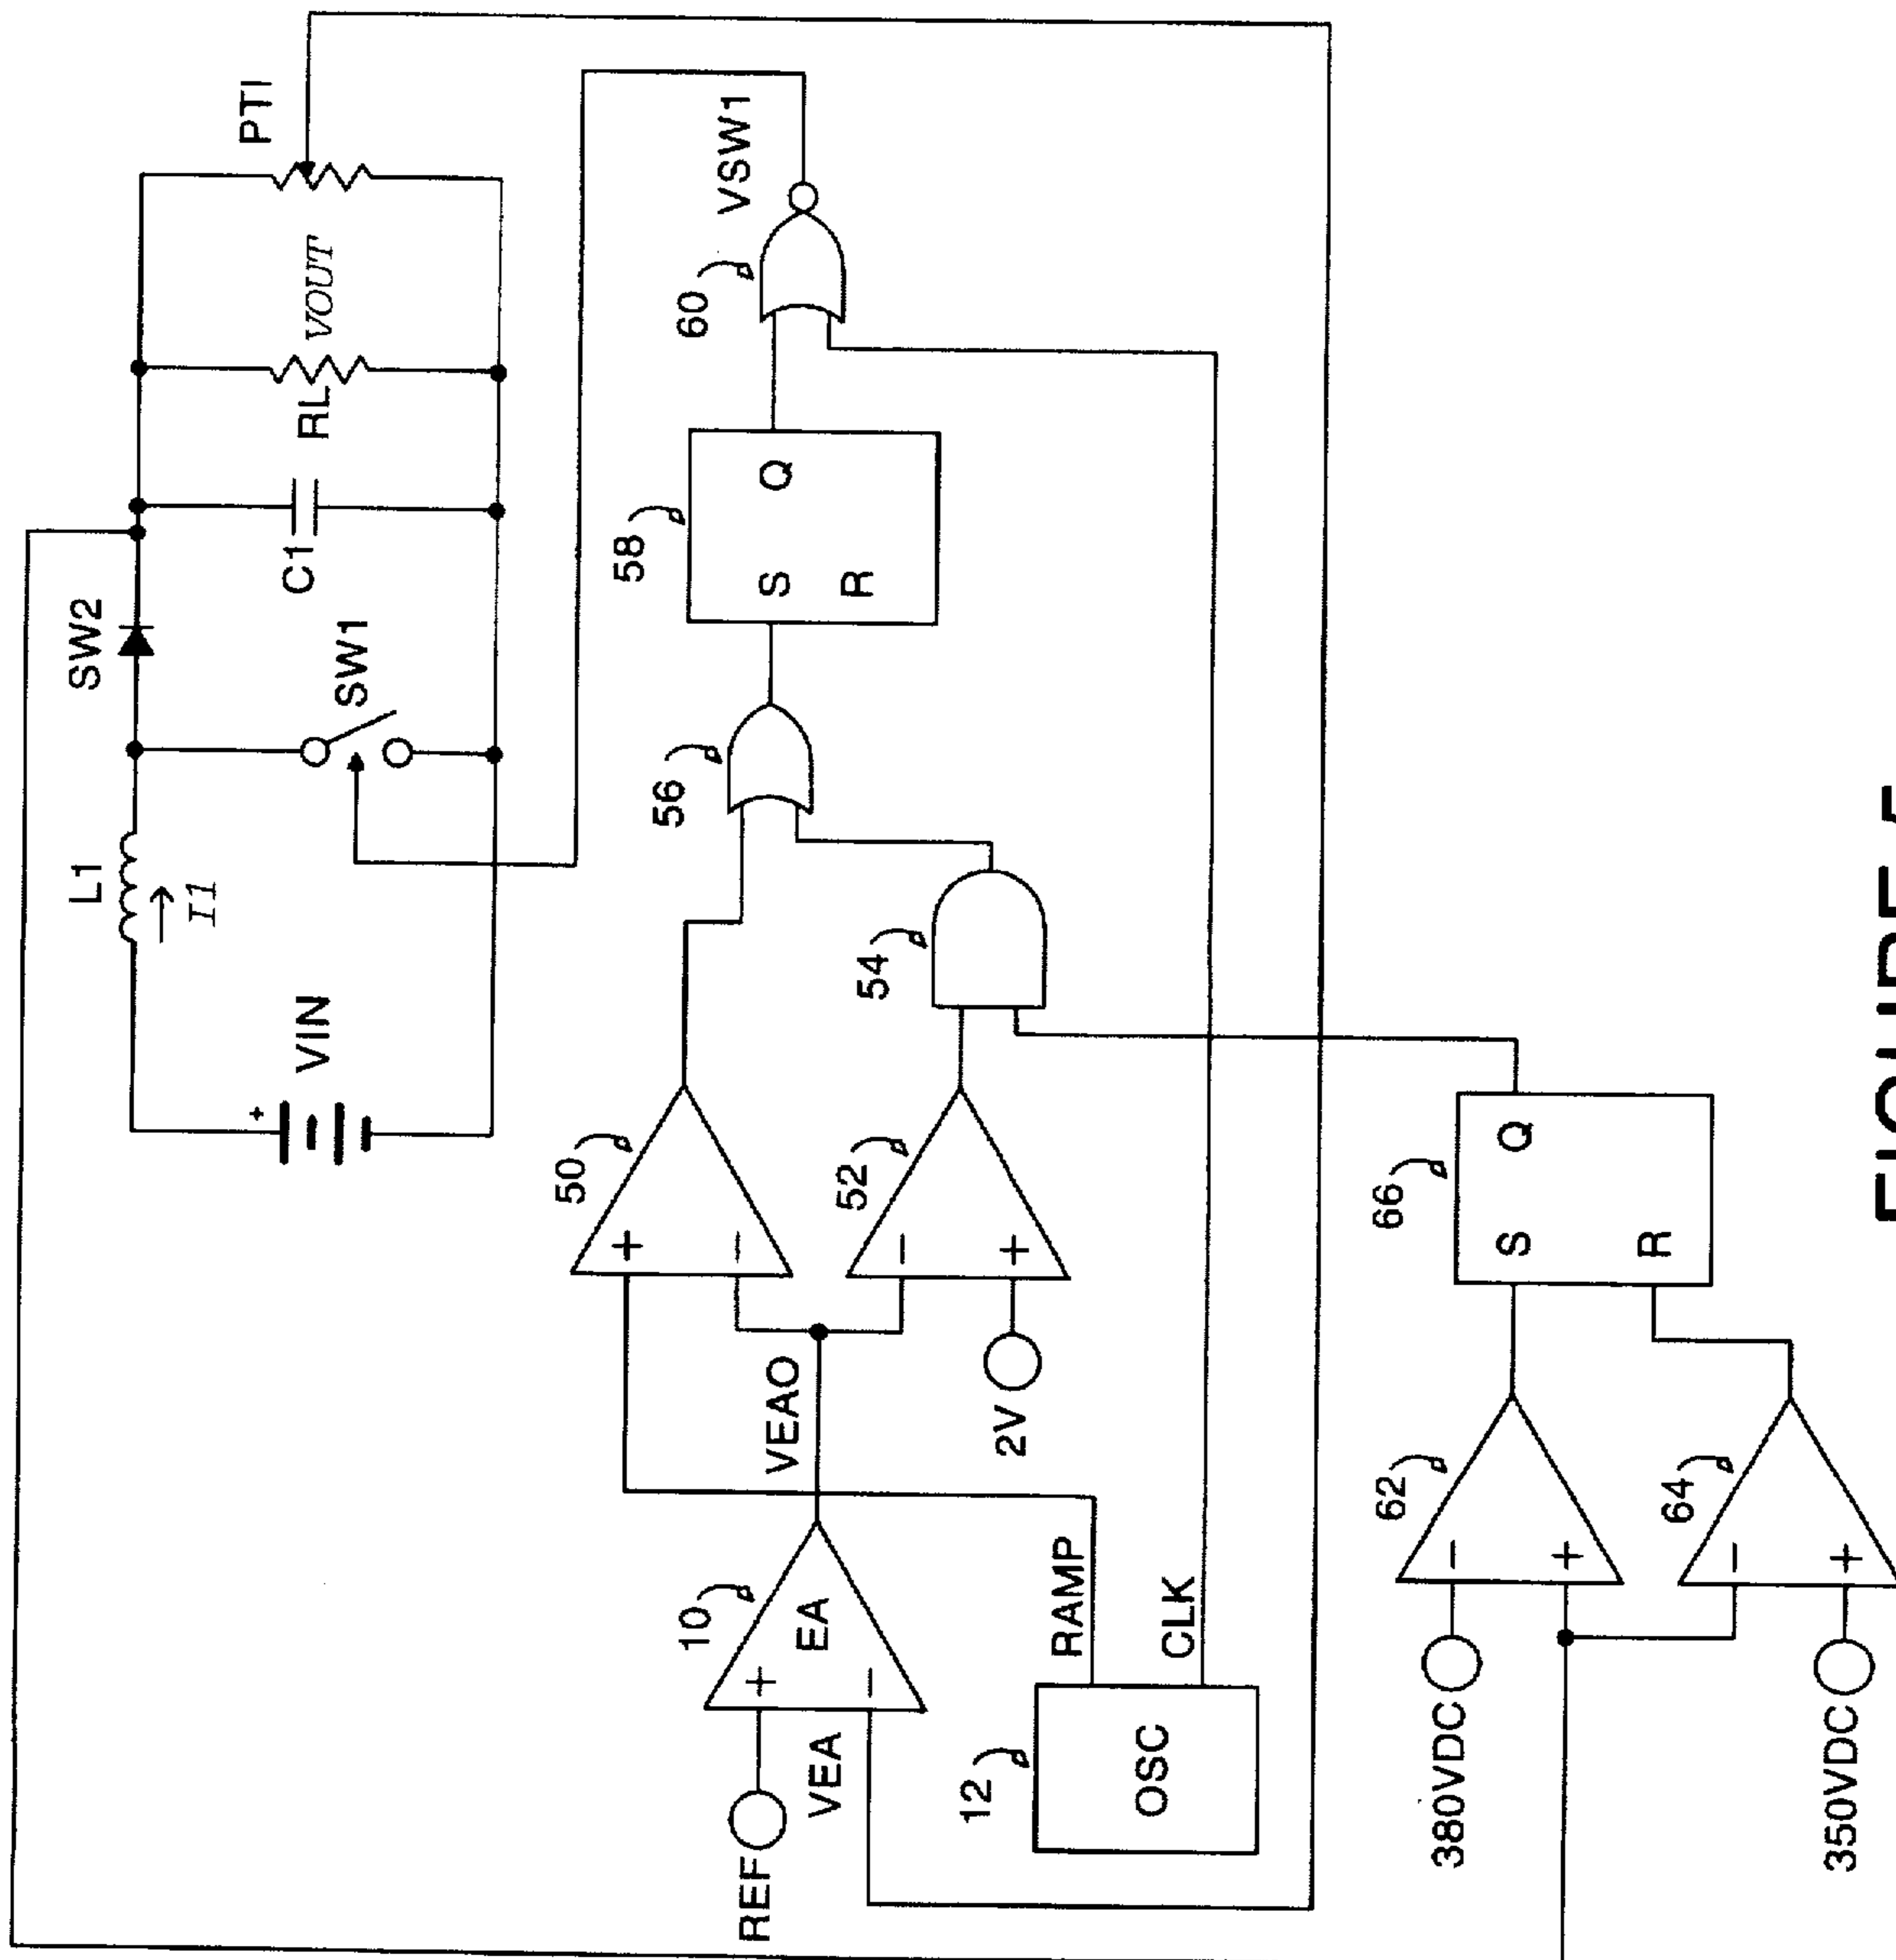 L1
SW2
I1
VIN
+
SW1
C1
RL
VOUT
PTI
50
+
−
56
58
S
Q
R
60
VSW1
REF
10
+
EA
−
VEA
VEAO
52
−
+
2V
54
12
OSC
RAMP
CLK
380VDC
62
−
+
66
S
Q
R
350VDC
64
−
+
FIGURE